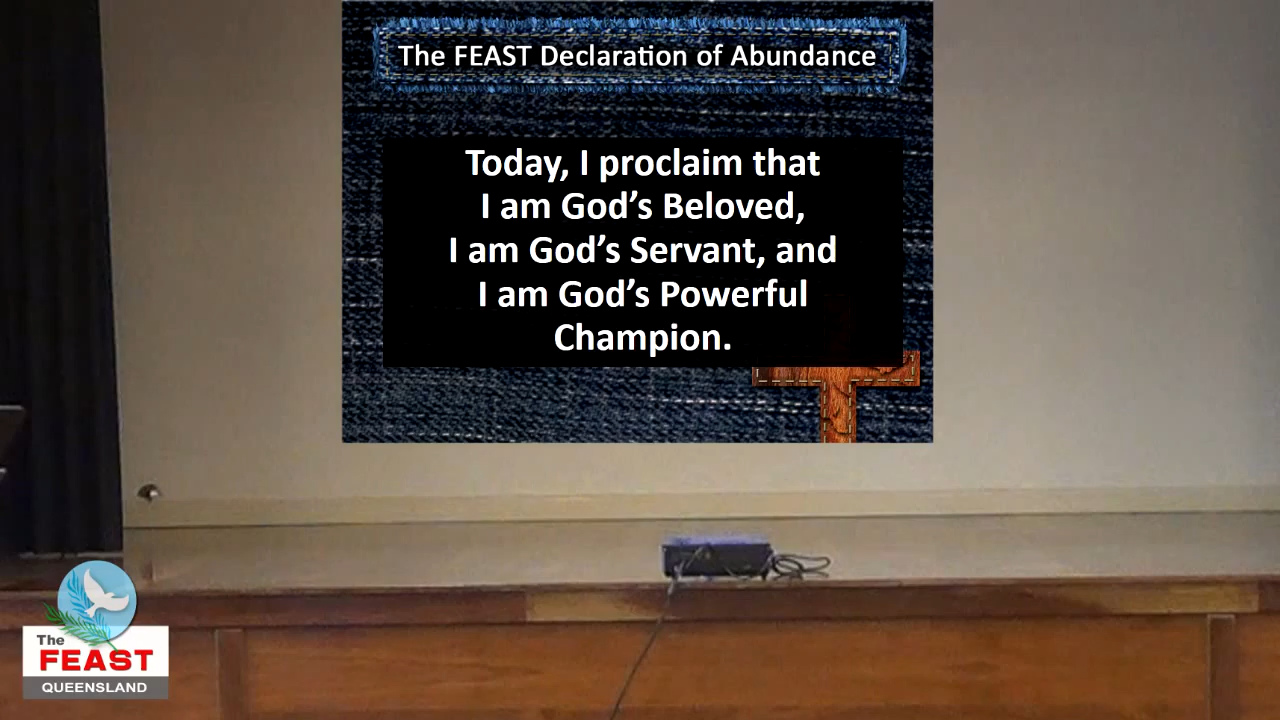 The FEAST Declaration of Abundance
Today, I proclaim that
I am God's Beloved,
I am God's Servant, and
I am God's Powerful
Champion.
The
FEAST
QUEENSLAND